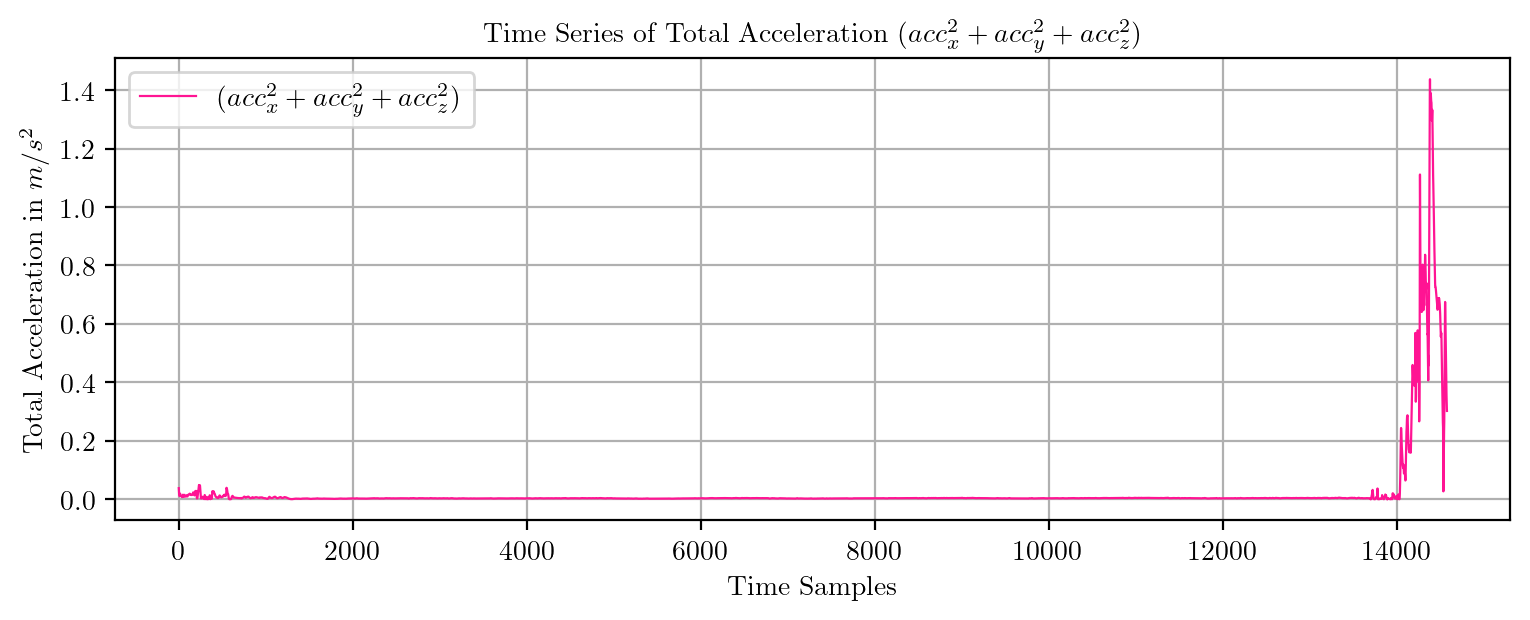 Time Series of Total Acceleration $(acc_x^2 + acc_y^2 + acc_z^2)$
$(acc_x^2 + acc_y^2 + acc_z^2)$
Total Acceleration in $m/s^2$
1.4
1.2
1.0
0.8
0.6
0.4
0.2
0.0
0 2000 4000 6000 8000 10000 12000 14000
Time Samples